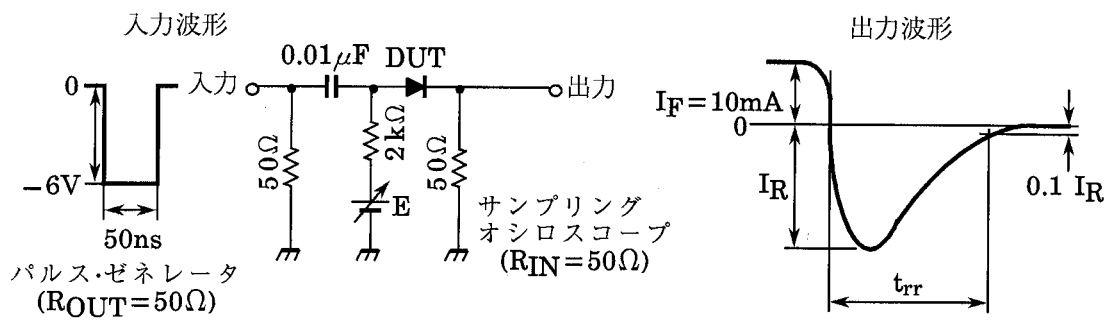 入力波形
0
−6V
50ns
パルス・ゼネレータ
(ROUT=50Ω)
入力
0.01μF
DUT
出力
50Ω
2kΩ
E
50Ω
サンプリング
オシロスコープ
(RIN=50Ω)
出力波形
IF=10mA
0
IR
0.1 IR
trr